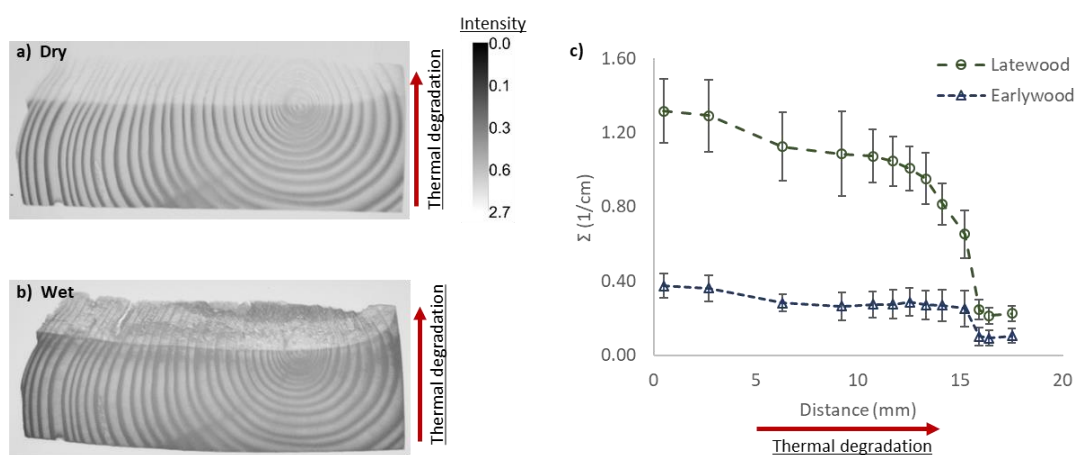 a) Dry
Intensity
0.0
0.1
0.3
0.6
2.7
Thermal degradation
b) Wet
Thermal degradation
c)
Latewood
Earlywood
Σ (1/cm)
1.60
1.20
0.80
0.40
0.00
0 5 10 15 20
Distance (mm)
Thermal degradation